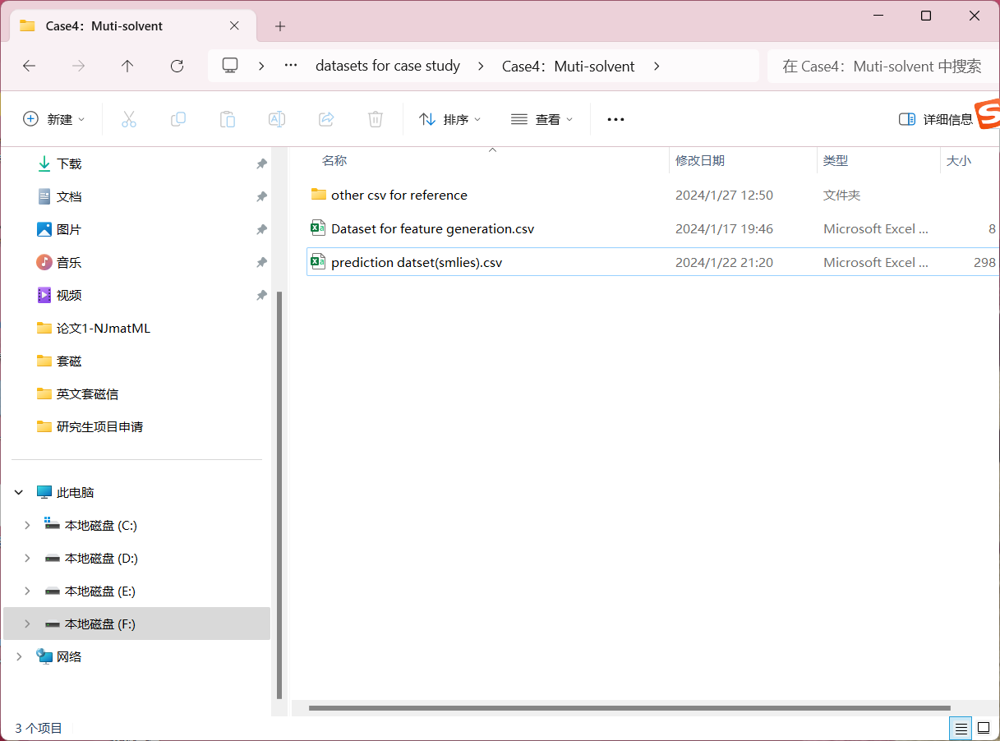 Case4：Muti-solvent
datasets for case study
Case4：Muti-solvent
在 Case4：Muti-solvent 中搜索
新建
排序
查看
详细信息
下载
文档
图片
音乐
视频
论文1-NJmatML
套磁
英文套磁信
研究生项目申请
此电脑
本地磁盘 (C:)
本地磁盘 (D:)
本地磁盘 (E:)
本地磁盘 (F:)
网络
名称 修改日期 类型 大小
other csv for reference 2024/1/27 12:50 文件夹
Dataset for feature generation.csv 2024/1/17 19:46 Microsoft Excel ... 8
prediction datset(smlies).csv 2024/1/22 21:20 Microsoft Excel ... 298
3 个项目